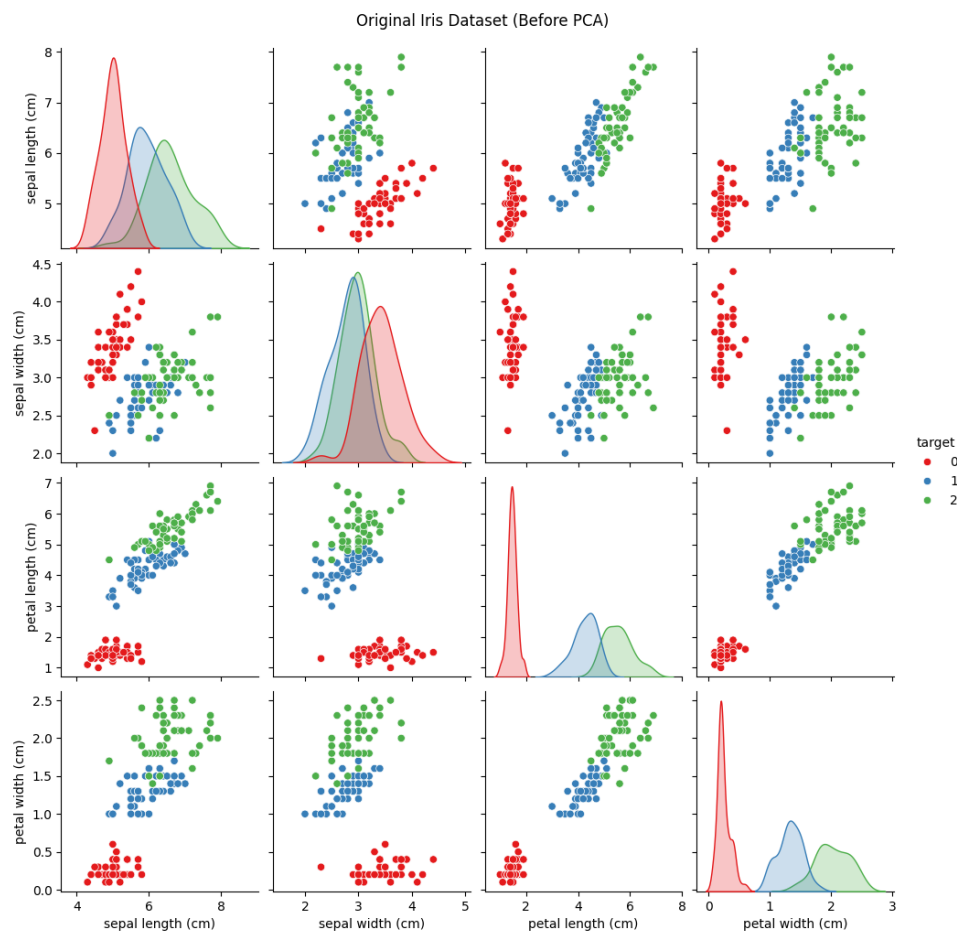 Original Iris Dataset (Before PCA)
8
7
6
5
sepal length (cm)
4.5
4.0
3.5
3.0
2.5
2.0
sepal width (cm)
target
0
1
2
7
6
5
4
3
2
1
petal length (cm)
2.5
2.0
1.5
1.0
0.5
0.0
petal width (cm)
4 6 8
sepal length (cm)
2 3 4 5
sepal width (cm)
2 4 6 8
petal length (cm)
0 1 2 3
petal width (cm)